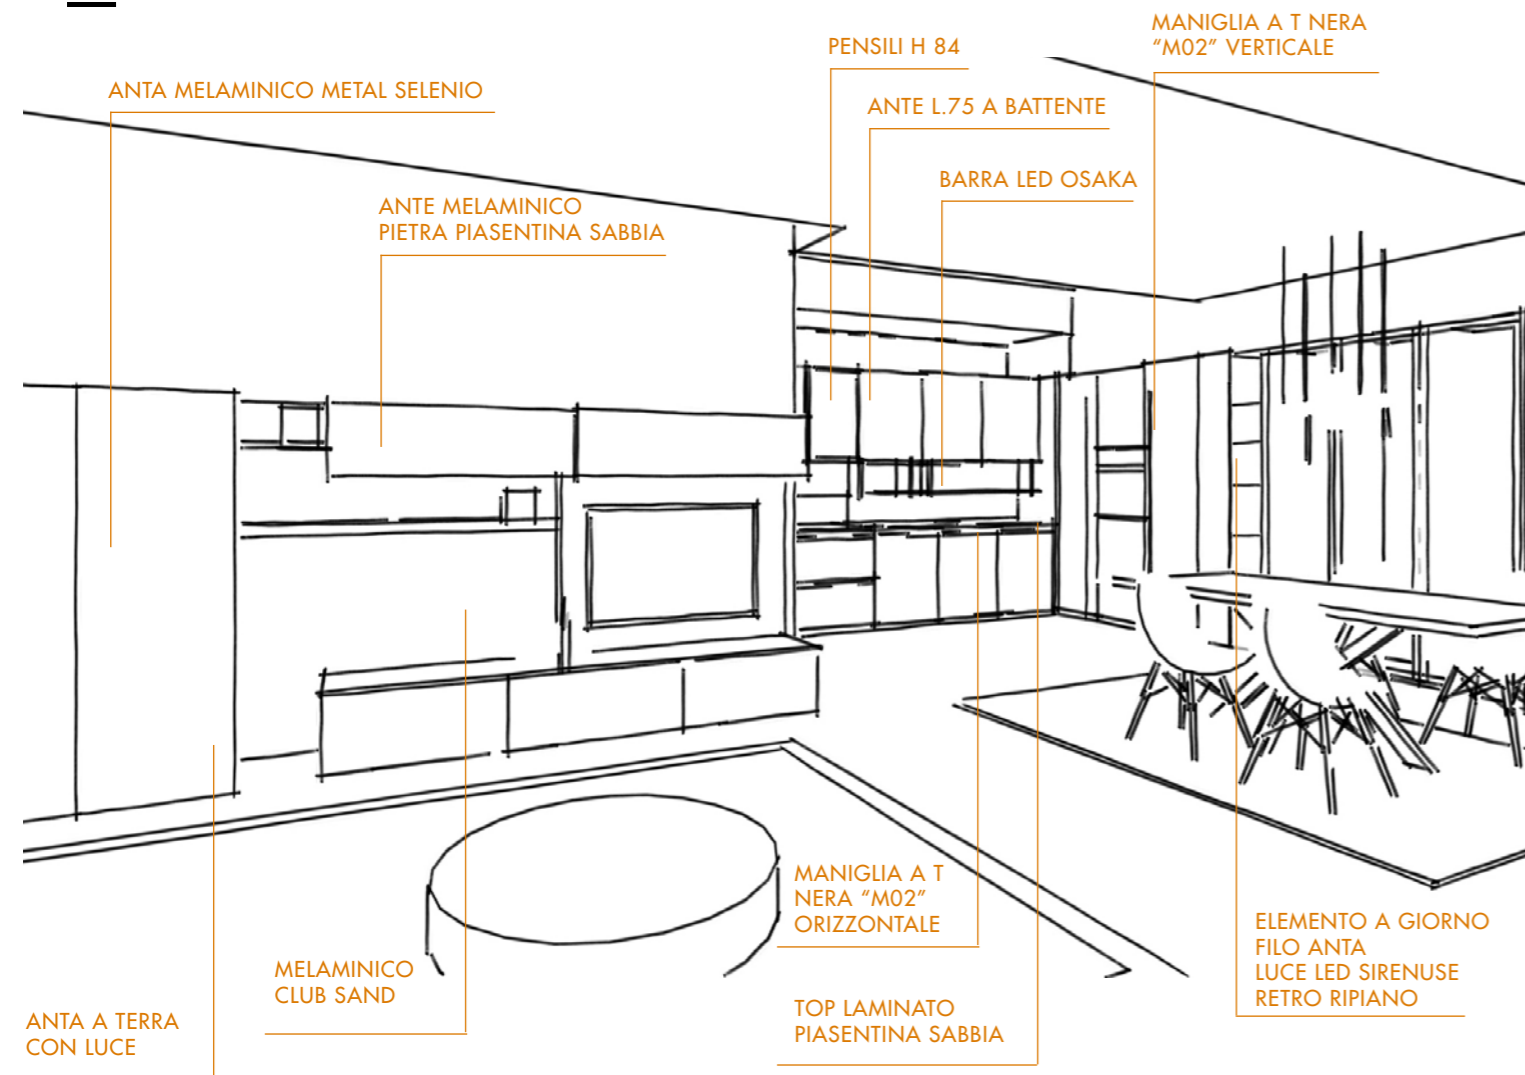 MANIGLIA A T NERA
“M02” VERTICALE
PENSILI H 84
ANTA MELAMINICO METAL SELENIO
ANTE L.75 A BATTENTE
BARRA LED OSAKA
ANTE MELAMINICO
PIETRA PIASENTINA SABBIA
MANIGLIA A T
NERA “M02”
ORIZZONTALE
ELEMENTO A GIORNO
FILO ANTA
LUCE LED SIRENUSE
RETRO RIPIANO
MELAMINICO
CLUB SAND
TOP LAMINATO
PIASENTINA SABBIA
ANTA A TERRA
CON LUCE